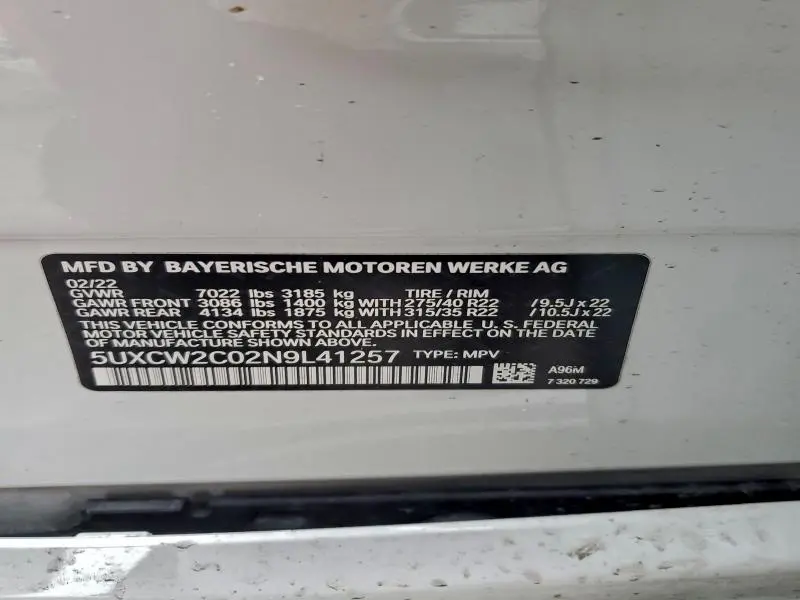 MFD BY BAYERISCHE MOTOREN WERKE AG
02/22
GVWR 7022 lbs 3185 kg TIRE / RIM
GAWR FRONT 3086 lbs 1400 kg WITH 275/40 R22 /9.5J x 22
GAWR REAR 4134 lbs 1875 kg WITH 315/35 R22 /10.5J x 22
THIS VEHICLE CONFORMS TO ALL APPLICABLE U. S. FEDERAL
MOTOR VEHICLE SAFETY STANDARDS IN EFFECT ON THE DATE
OF MANUFACTURE SHOWN ABOVE.
5UXCW2C02N9L41257 TYPE: MPV
A96M
7 320 729